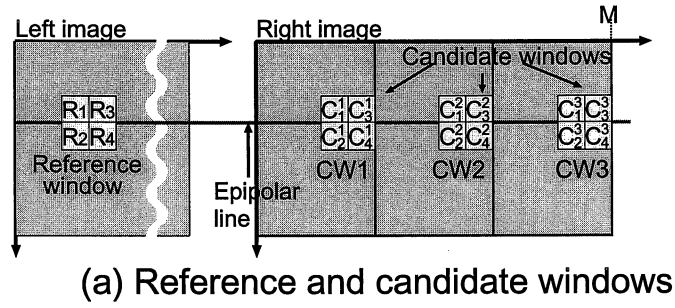 M
Left image
Right image
Candidate windows
R1 R3
R2 R4
C¹₁ C¹₃
C¹₂ C¹₄
C²₁ C²₃
C²₂ C²₄
C³₁ C³₃
C³₂ C³₄
Reference
window
CW1
CW2
CW3
Epipolar
line
(a) Reference and candidate windows